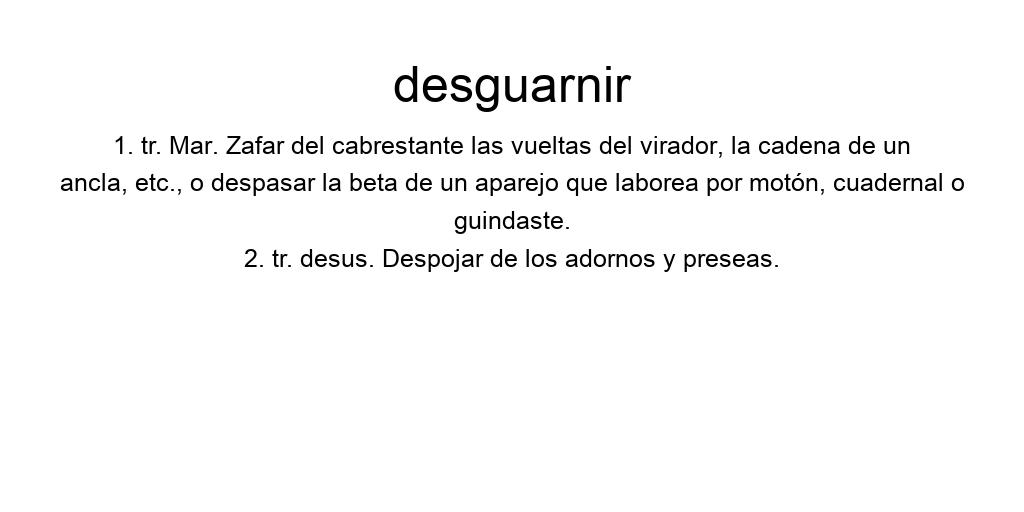 desguarnir
1. tr. Mar. Zafar del cabrestante las vueltas del virador, la cadena de un
ancla, etc., o despasar la beta de un aparejo que laborea por motón, cuadernal o
guindaste.
2. tr. desus. Despojar de los adornos y preseas.